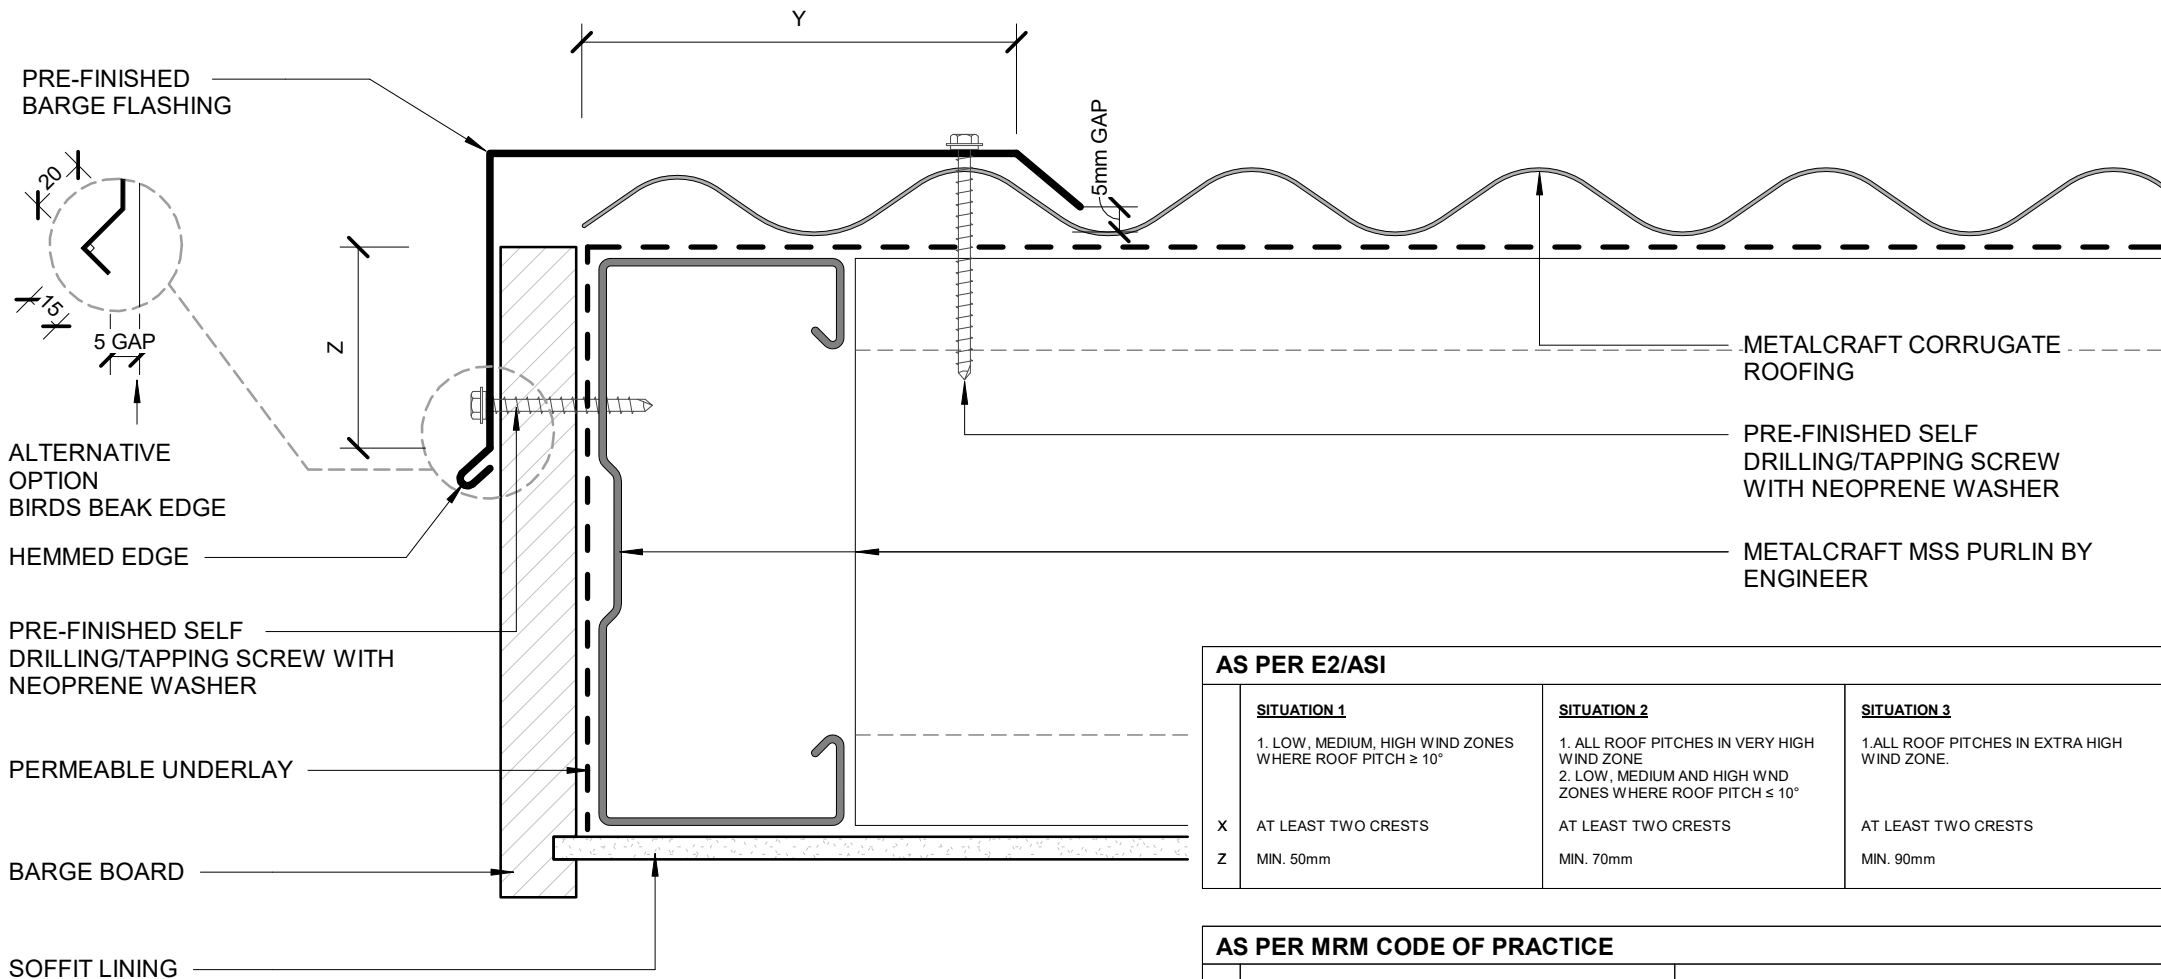 Y
PRE-FINISHED
BARGE FLASHING
5mm GAP
20
15
5 GAP
Z
ALTERNATIVE
OPTION
BIRDS BEAK EDGE
HEMMED EDGE
PRE-FINISHED SELF
DRILLING/TAPPING SCREW WITH
NEOPRENE WASHER
PERMEABLE UNDERLAY
BARGE BOARD
SOFFIT LINING
METALCRAFT CORRUGATE
ROOFING
PRE-FINISHED SELF
DRILLING/TAPPING SCREW
WITH NEOPRENE WASHER
METALCRAFT MSS PURLIN BY
ENGINEER
AS PER E2/ASI
SITUATION 1
1. LOW, MEDIUM, HIGH WIND ZONES
WHERE ROOF PITCH ≥ 10°
SITUATION 2
1. ALL ROOF PITCHES IN VERY HIGH
WIND ZONE
2. LOW, MEDIUM AND HIGH WND
ZONES WHERE ROOF PITCH ≤ 10°
SITUATION 3
1.ALL ROOF PITCHES IN EXTRA HIGH
WIND ZONE.
X AT LEAST TWO CRESTS AT LEAST TWO CRESTS AT LEAST TWO CRESTS
Z MIN. 50mm MIN. 70mm MIN. 90mm
AS PER MRM CODE OF PRACTICE